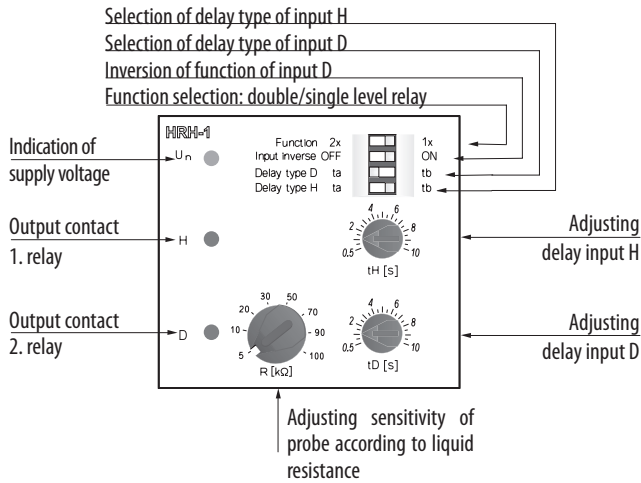 Selection of delay type of input H
Selection of delay type of input D
Inversion of function of input D
Function selection: double/single level relay
HRH-1
Function 2x 1x
Input inverse OFF ON
Delay type D ta tb
Delay type H ta tb
Indication of
supply voltage
Un
Output contact
1. relay
H
0.5 2 4 6 8 10
tH [s]
Adjusting
delay input H
Output contact
2. relay
D
5 10 20 30 50 70 90 100
R [kΩ]
0.5 2 4 6 8 10
tD [s]
Adjusting
delay input D
Adjusting sensitivity of
probe according to liquid
resistance